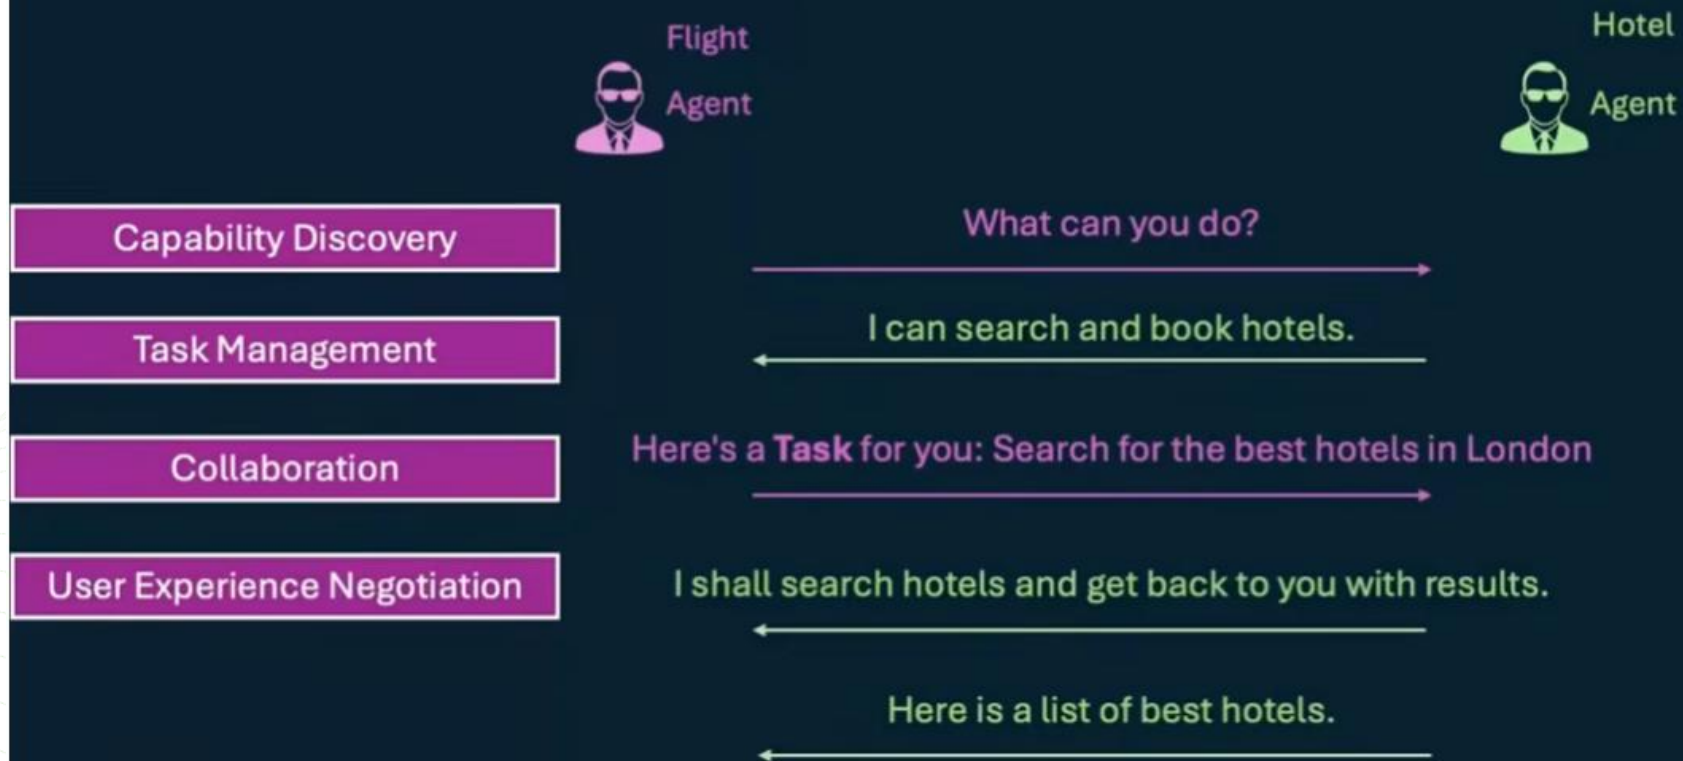 Flight
Agent
Hotel
Agent
Capability Discovery
What can you do?
Task Management
I can search and book hotels.
Collaboration
Here's a Task for you: Search for the best hotels in London
User Experience Negotiation
I shall search hotels and get back to you with results.
Here is a list of best hotels.